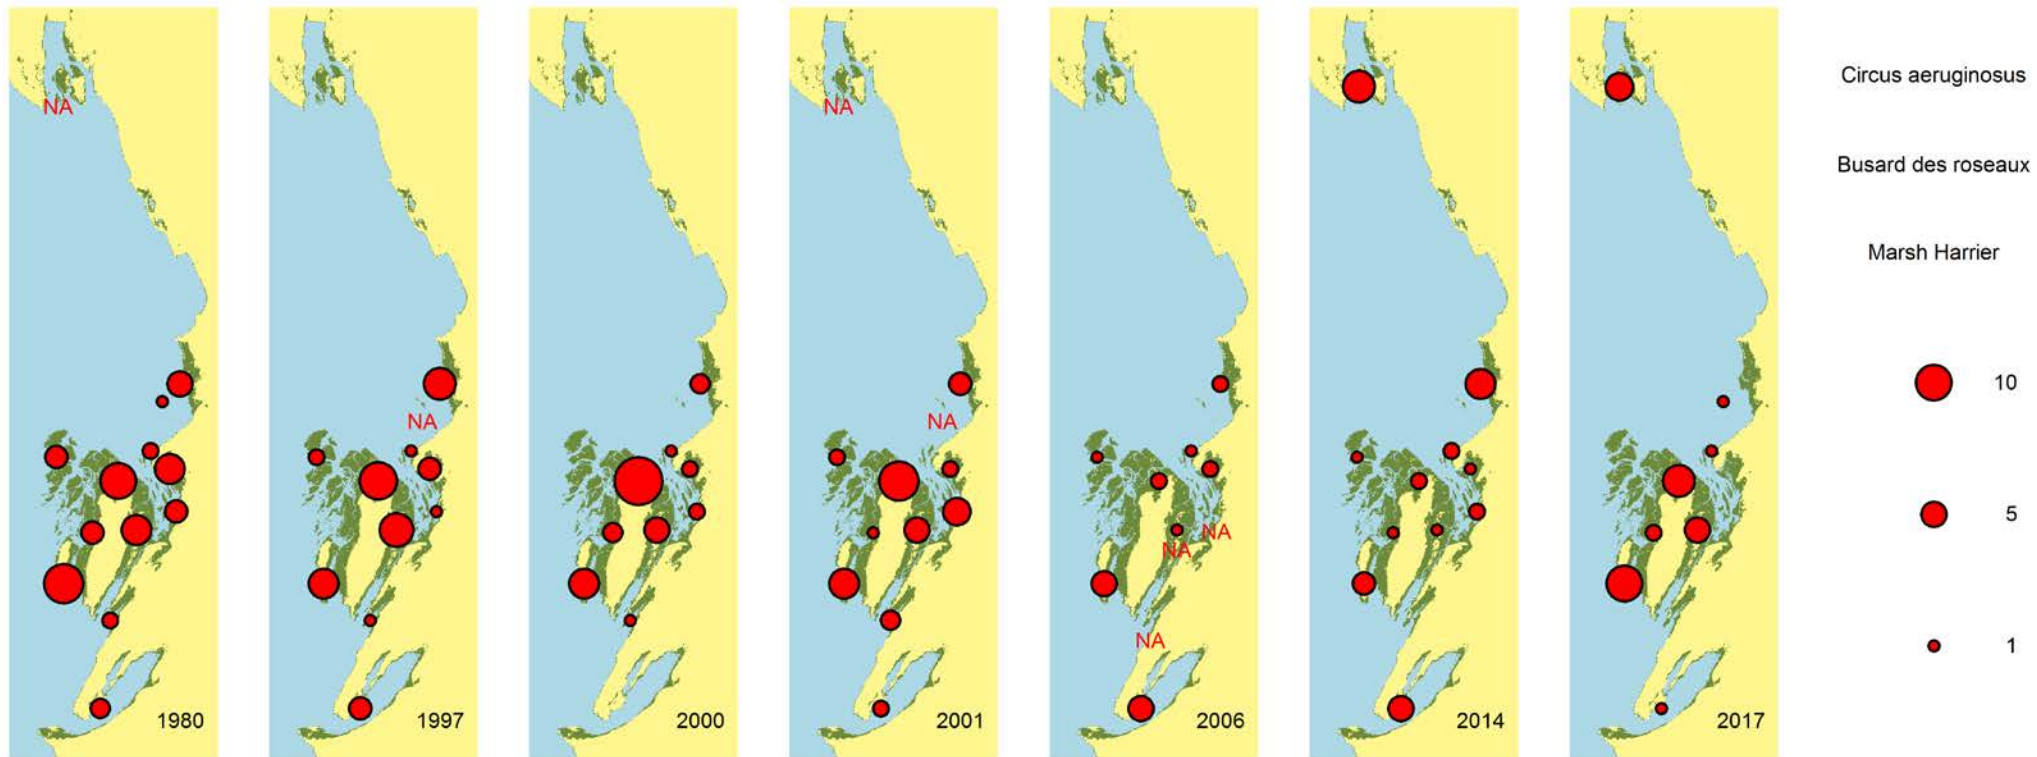 NA
1980
NA
1997
2000
NA
NA
2001
NA
NA
NA
2006
2014
2017
Circus aeruginosus
Busard des roseaux
Marsh Harrier
10
5
1